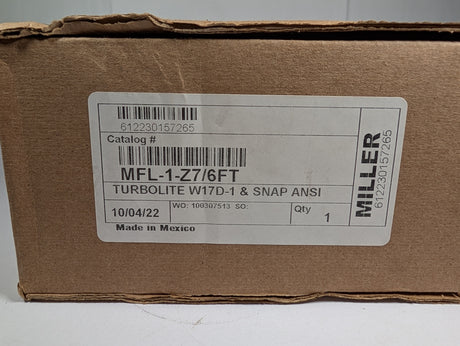 612230157265
Catalog #
MFL-1-Z7/6FT
TURBOLITE W17D-1 & SNAP ANSI
10/04/22
WO: 108307513 SO:
Qty
1
Made in Mexico
MILLER
612230157265